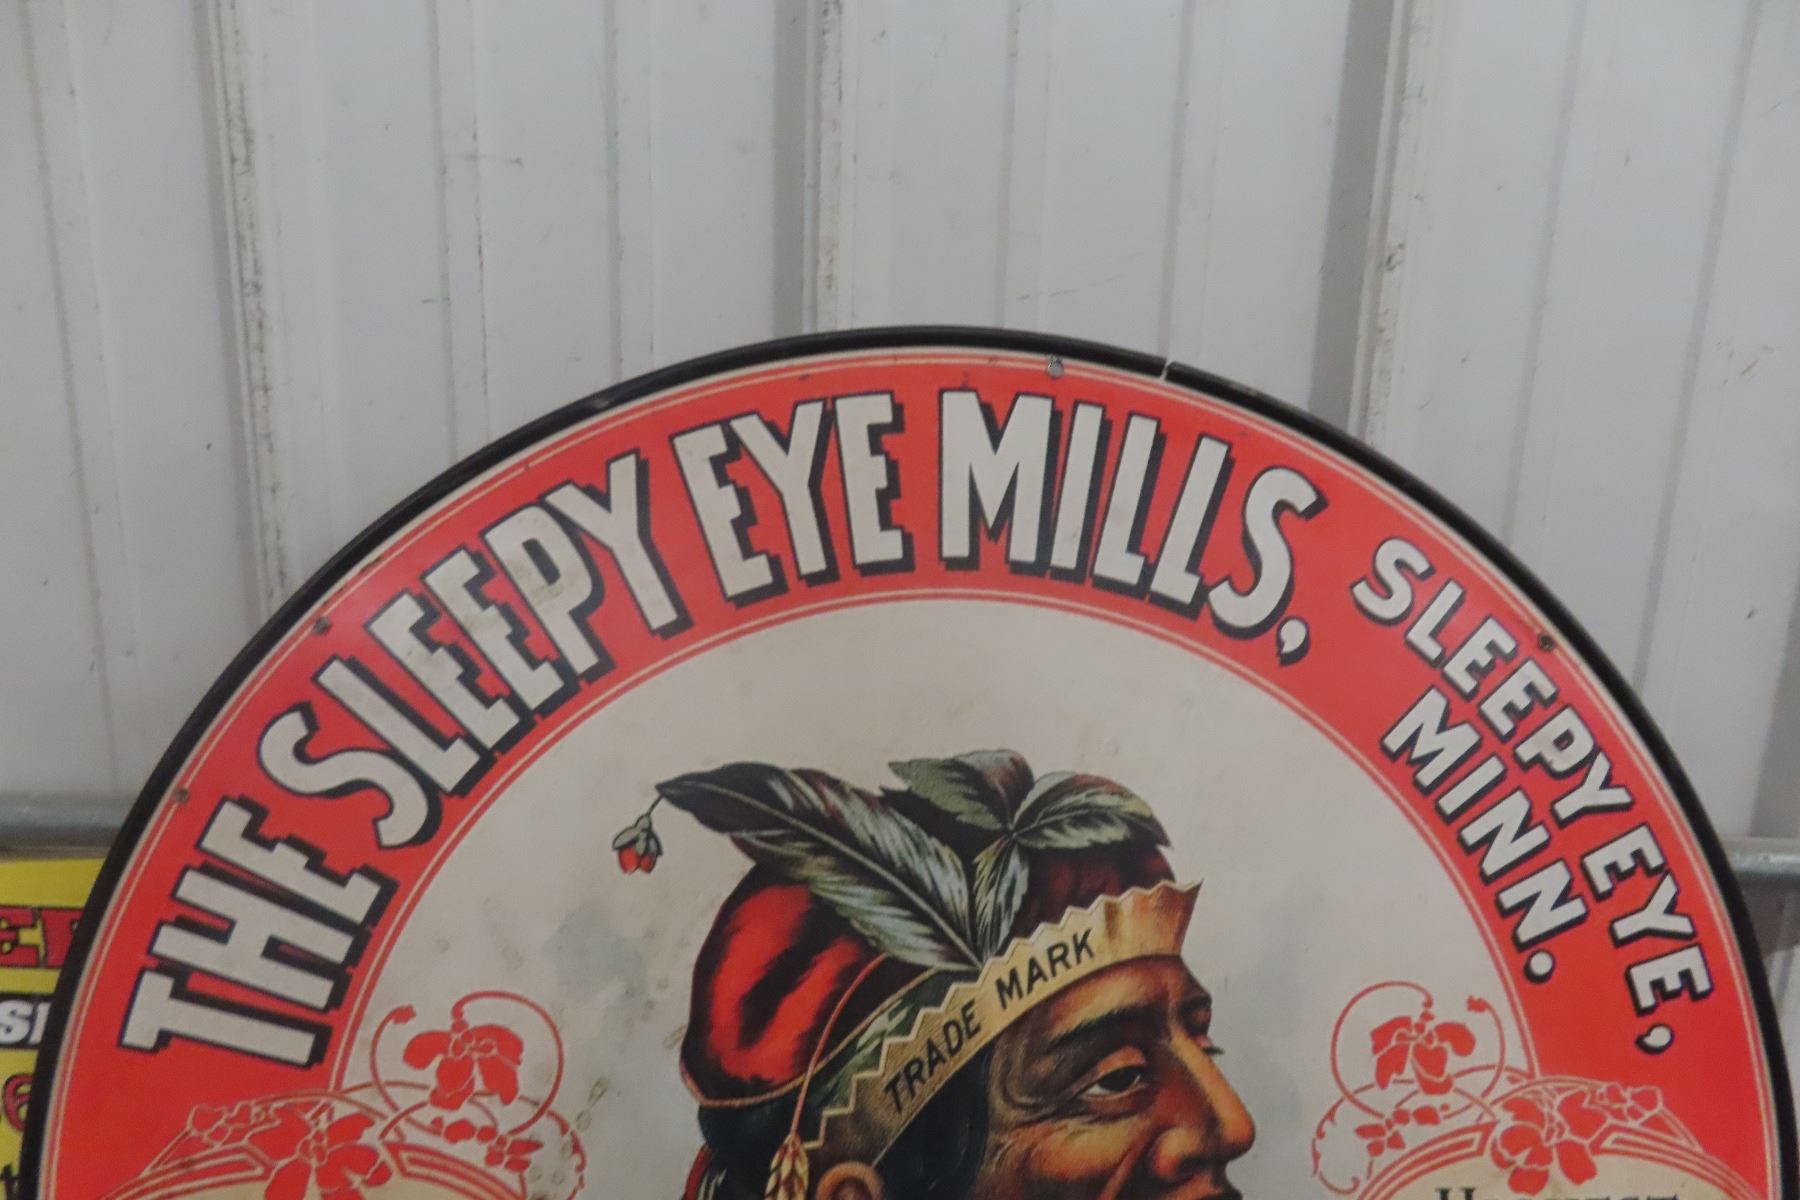 THE SLEEPY EYE MILLS,
SLEEPY EYE,
MINN.
TRADE MARK